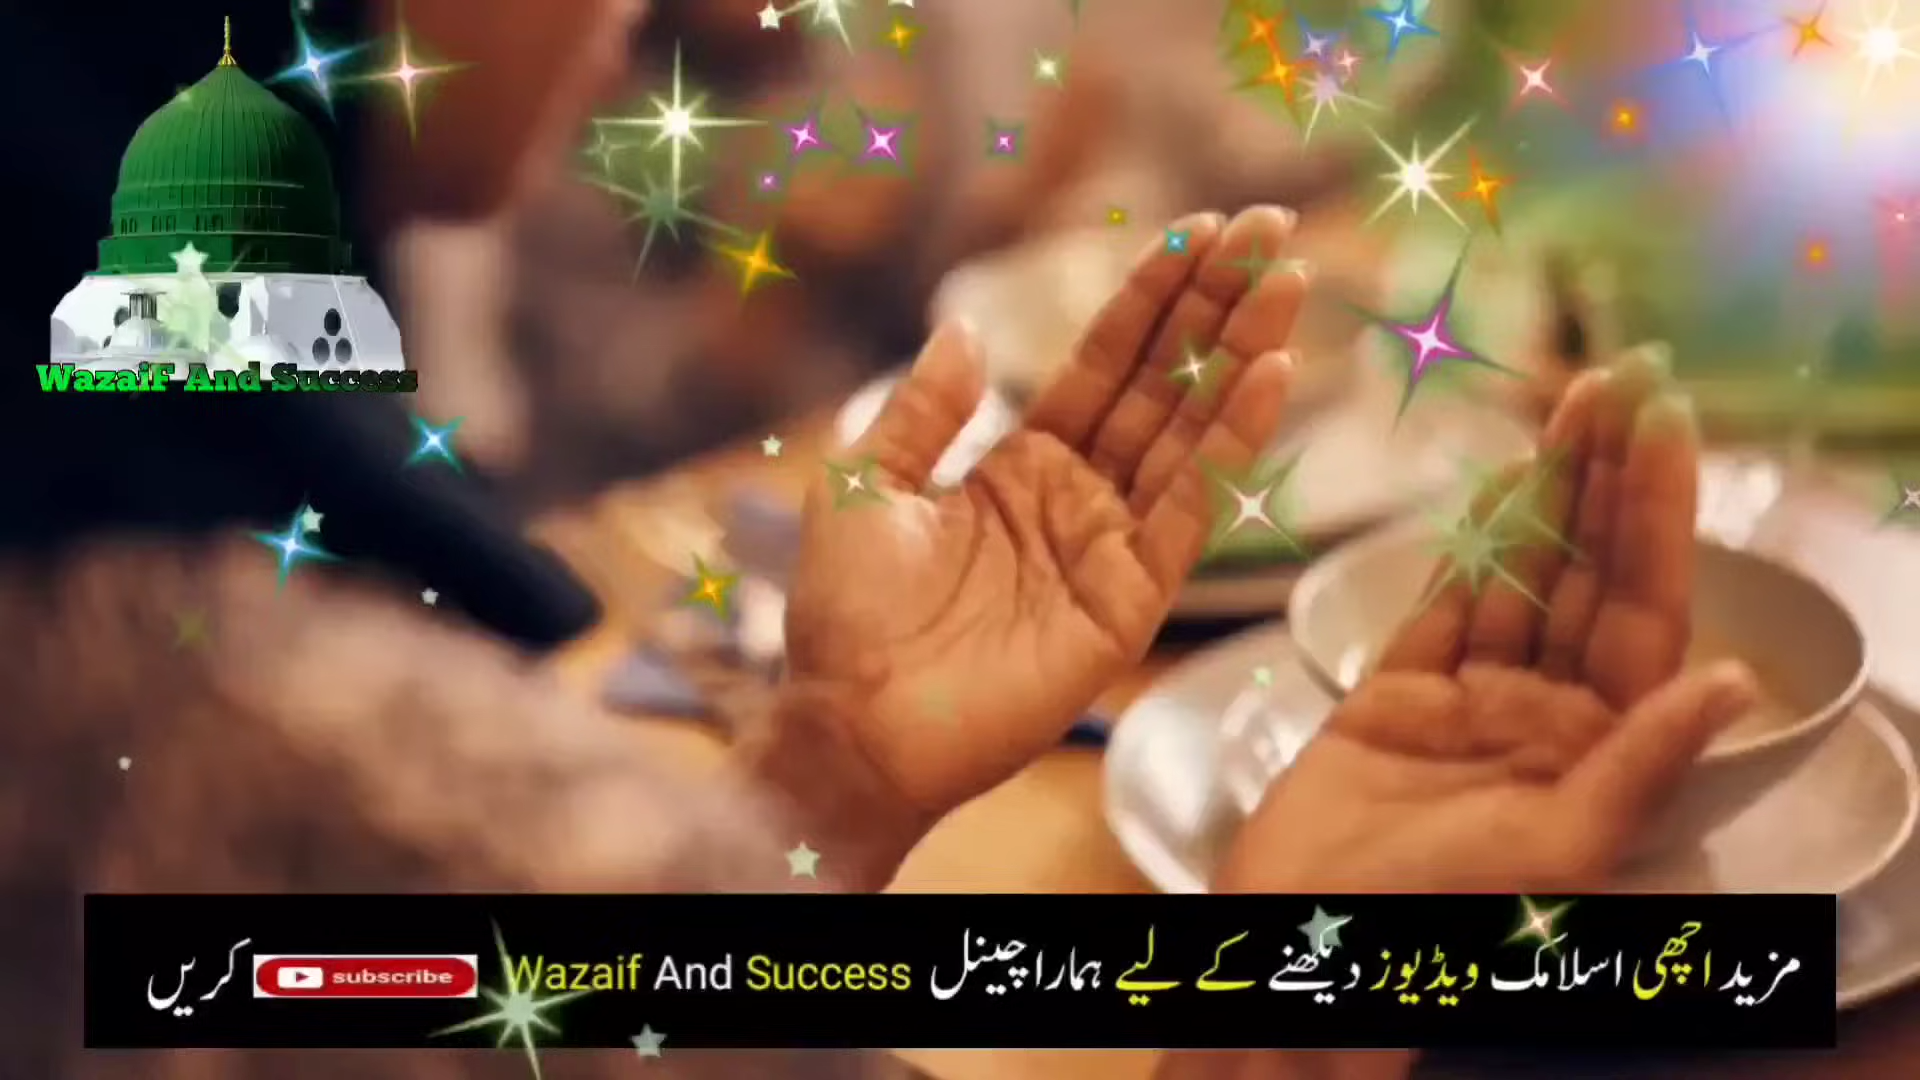 WazaiF And Success
مزید اچھی اسلامک ویڈیوز دیکھنے کے لیے ہمارا چینل Wazaif And Success subscribe کریں